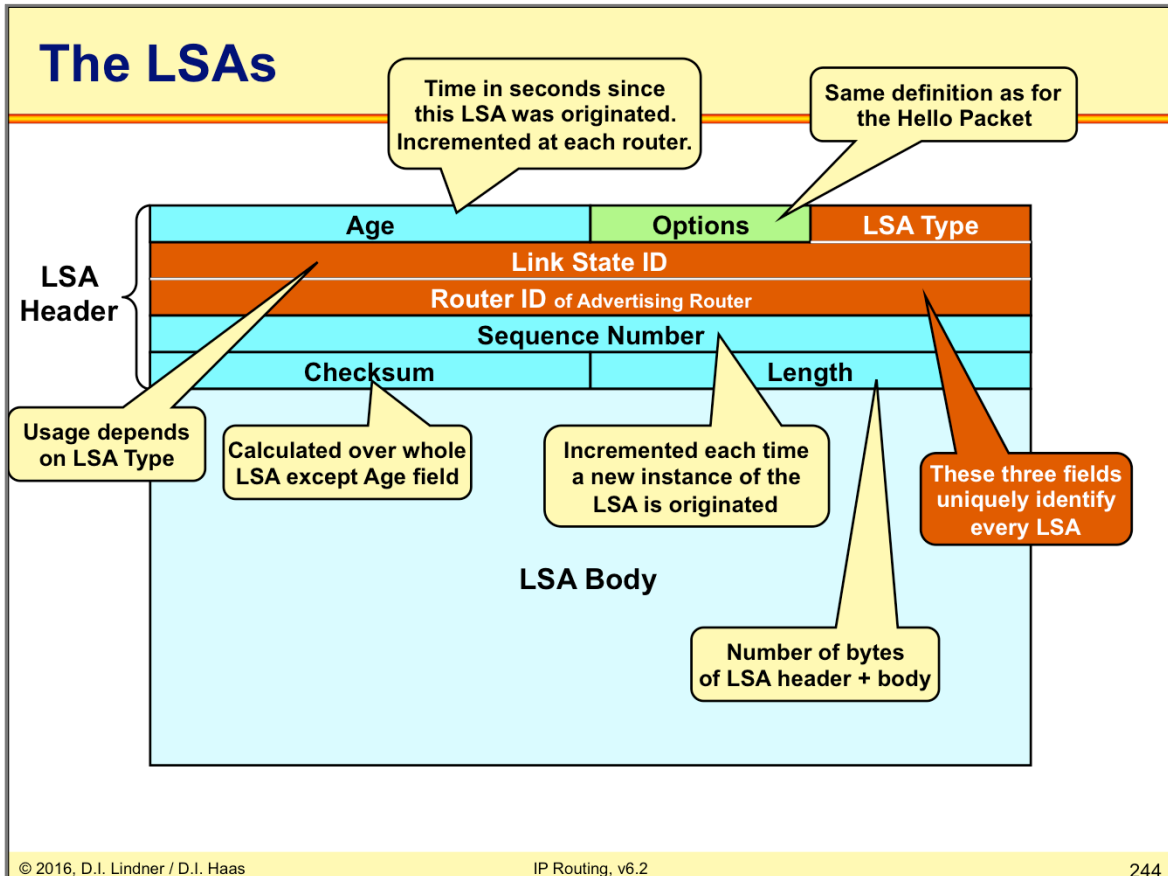 The LSAs
Time in seconds since
this LSA was originated.
Incremented at each router.
Same definition as for
the Hello Packet
Age
Options
LSA Type
LSA
Header
Link State ID
Router ID of Advertising Router
Sequence Number
Checksum
Length
Usage depends
on LSA Type
Calculated over whole
LSA except Age field
Incremented each time
a new instance of the
LSA is originated
These three fields
uniquely identify
every LSA
LSA Body
Number of bytes
of LSA header + body
© 2016, D.I. Lindner / D.I. Haas
IP Routing, v6.2
244